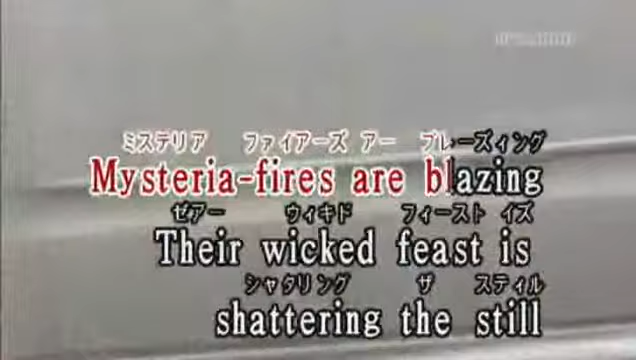 ミステリア ファイアーズ アー ブレーズィング
Mysteria-fires are blazing
ゼアー ウィキド フィースト イズ
Their wicked feast is
シャタリング ザ スティル
shattering the still